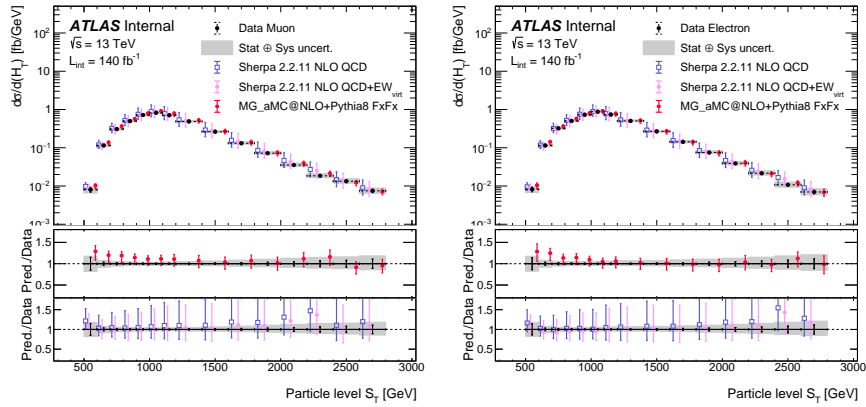 dσ/d(H_T) [fb/GeV]
ATLAS Internal
√s = 13 TeV
L_int = 140 fb⁻¹
Data Muon
Stat ⊕ Sys uncert.
Sherpa 2.2.11 NLO QCD
Sherpa 2.2.11 NLO QCD+EW_virt
MG_aMC@NLO+Pythia8 FxFx
10²
10
1
10⁻¹
10⁻²
10⁻³
Pred./Data
1.5
1
0.5
Pred./Data
1.5
1
0.5
500 1000 1500 2000 2500 3000
Particle level S_T [GeV]
dσ/d(H_T) [fb/GeV]
ATLAS Internal
√s = 13 TeV
L_int = 140 fb⁻¹
Data Electron
Stat ⊕ Sys uncert.
Sherpa 2.2.11 NLO QCD
Sherpa 2.2.11 NLO QCD+EW_virt
MG_aMC@NLO+Pythia8 FxFx
10²
10
1
10⁻¹
10⁻²
10⁻³
Pred./Data
1.5
1
0.5
Pred./Data
1.5
1
0.5
500 1000 1500 2000 2500 3000
Particle level S_T [GeV]